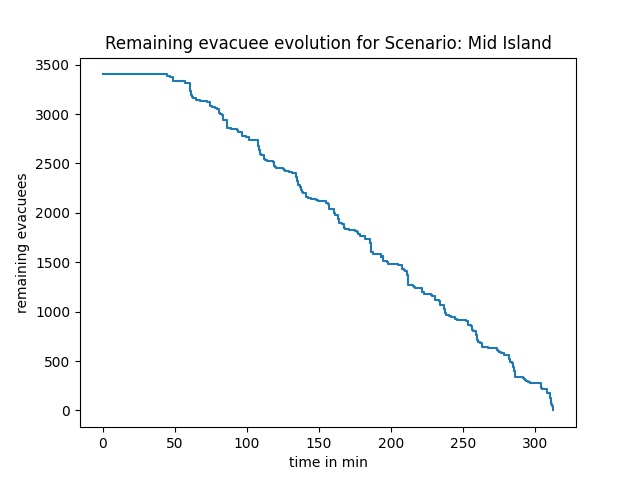 Remaining evacuee evolution for Scenario: Mid Island
3500
3000
2500
2000
1500
1000
500
0
remaining evacuees
0 50 100 150 200 250 300
time in min